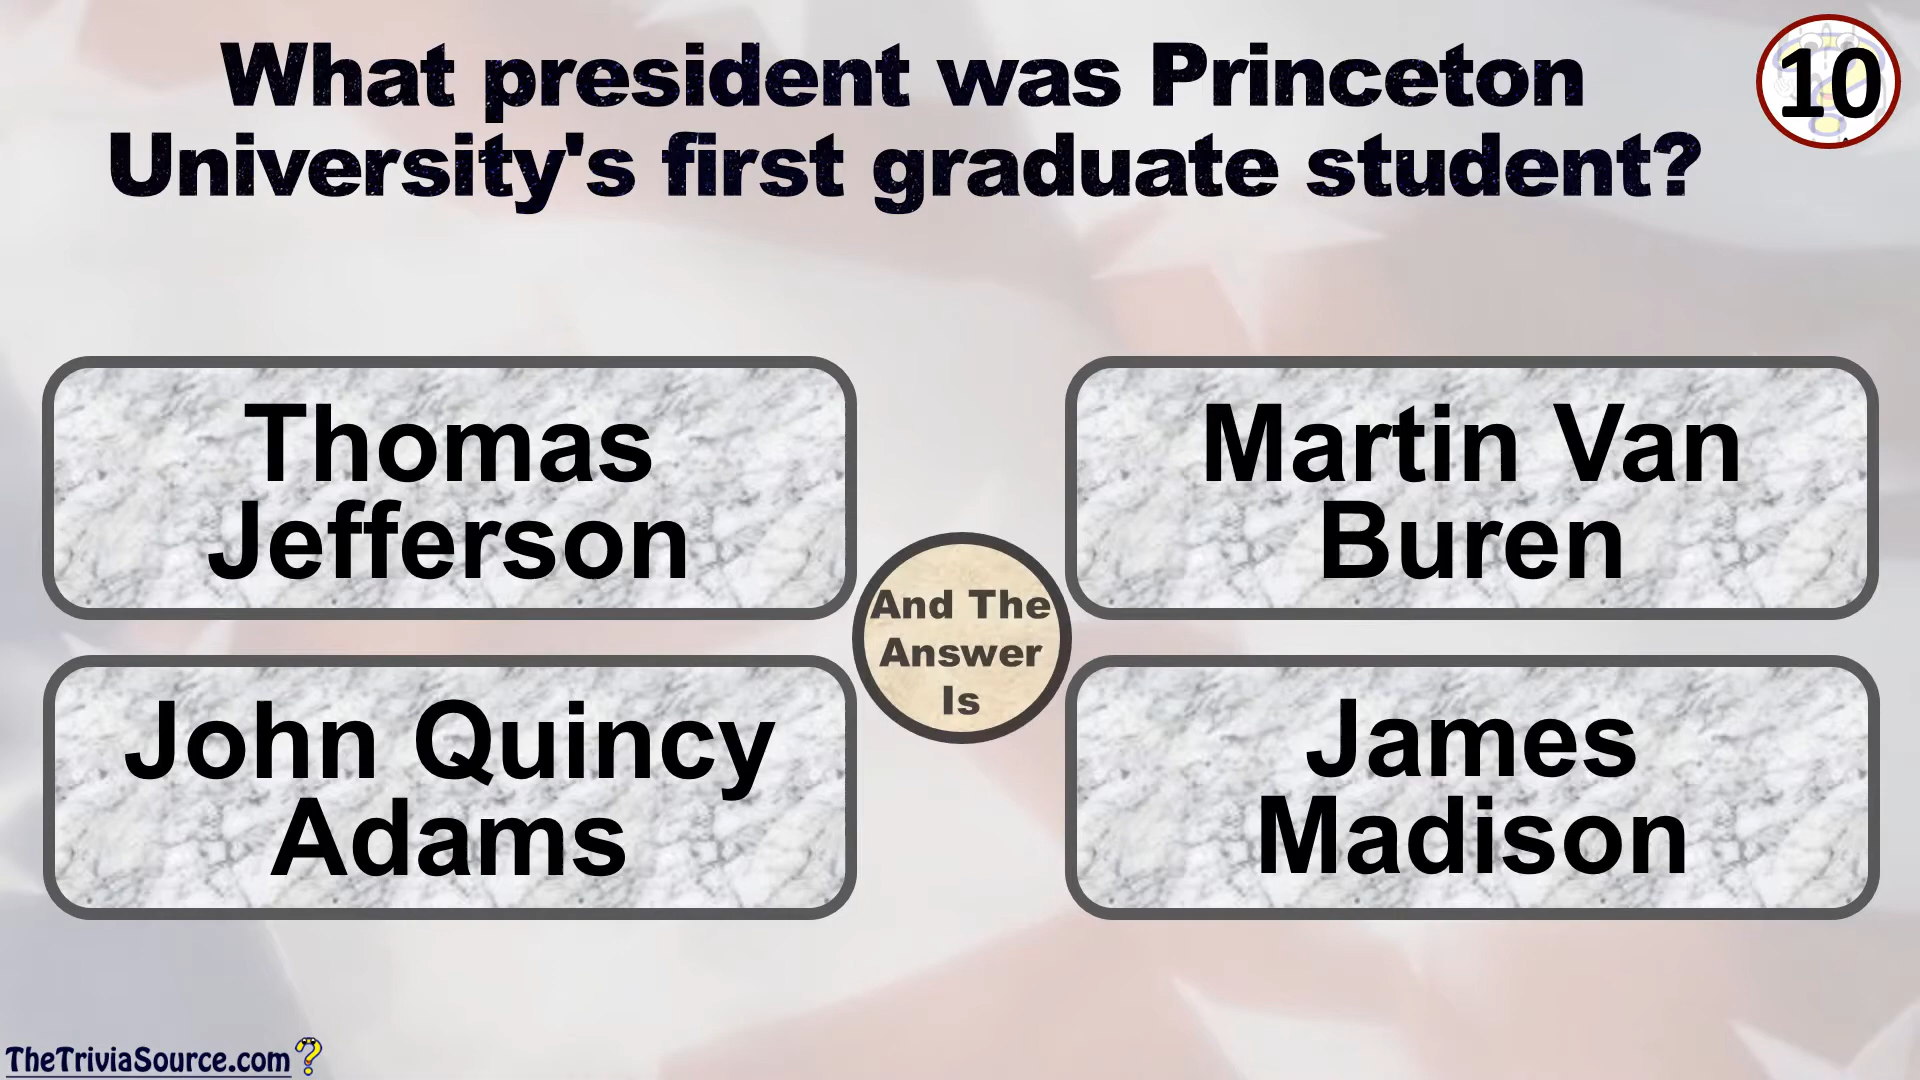 What president was Princeton
University's first graduate student?
10
Thomas
Jefferson
Martin Van
Buren
And The
Answer
Is
John Quincy
Adams
James
Madison
TheTriviaSource.com?